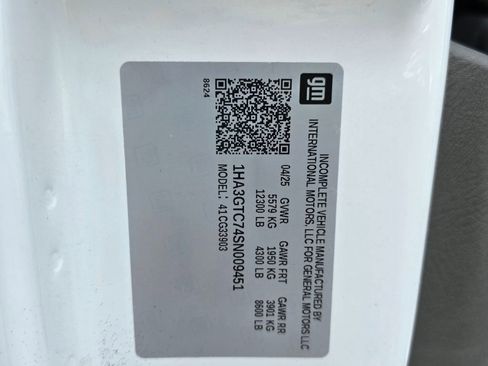 gm
INCOMPLETE VEHICLE MANUFACTURED BY
INTERNATIONAL MOTORS, LLC FOR GENERAL MOTORS LLC
04/25 GVWR GAWR FRT GAWR RR
5579 KG 1950 KG 3901 KG
12300 LB 4300 LB 8600 LB
1HA3GTC74SN009451
MODEL: 41CG33903
8624